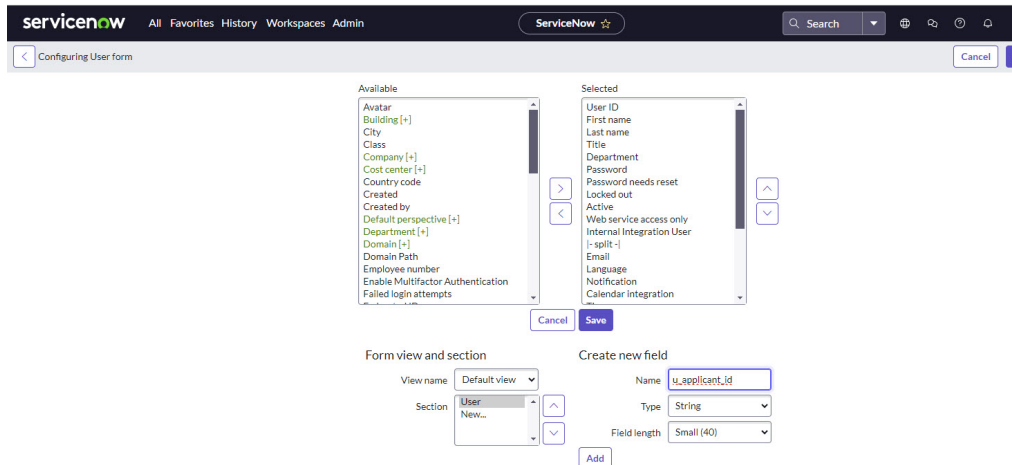 servicenow All Favorites History Workspaces Admin ServiceNow ☆ Search
Configuring User form Cancel
Available
Avatar
Building [+]
City
Class
Company [+]
Cost center [+]
Country code
Created
Created by
Default perspective [+]
Department [+]
Domain [+]
Domain Path
Employee number
Enable Multifactor Authentication
Failed login attempts
Selected
User ID
First name
Last name
Title
Department
Password
Password needs reset
Locked out
Active
Web service access only
Internal Integration User
|- split -|
Email
Language
Notification
Calendar integration
Cancel Save
Form view and section
View name Default view
Section User
New...
Create new field
Name u_applicant_id
Type String
Field length Small (40)
Add